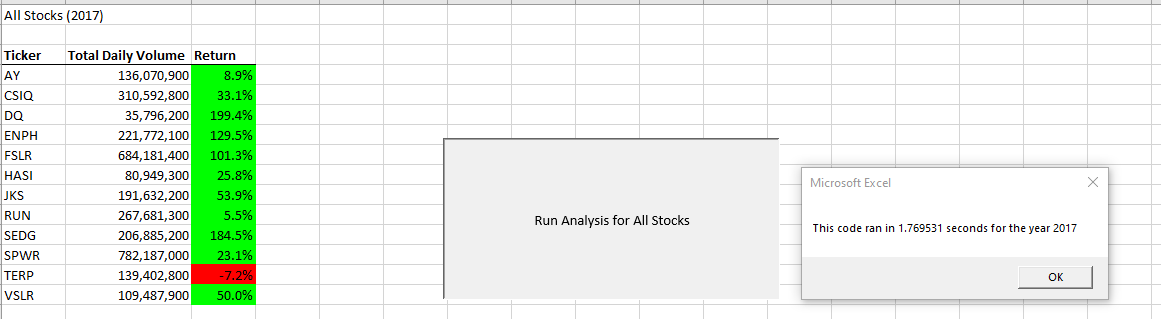 All Stocks (2017)
Ticker Total Daily Volume Return
AY 136,070,900 8.9%
CSIQ 310,592,800 33.1%
DQ 35,796,200 199.4%
ENPH 221,772,100 129.5%
FSLR 684,181,400 101.3%
HASI 80,949,300 25.8%
JKS 191,632,200 53.9%
RUN 267,681,300 5.5%
SEDG 206,885,200 184.5%
SPWR 782,187,000 23.1%
TERP 139,402,800 -7.2%
VSLR 109,487,900 50.0%
Run Analysis for All Stocks
Microsoft Excel
This code ran in 1.769531 seconds for the year 2017
OK